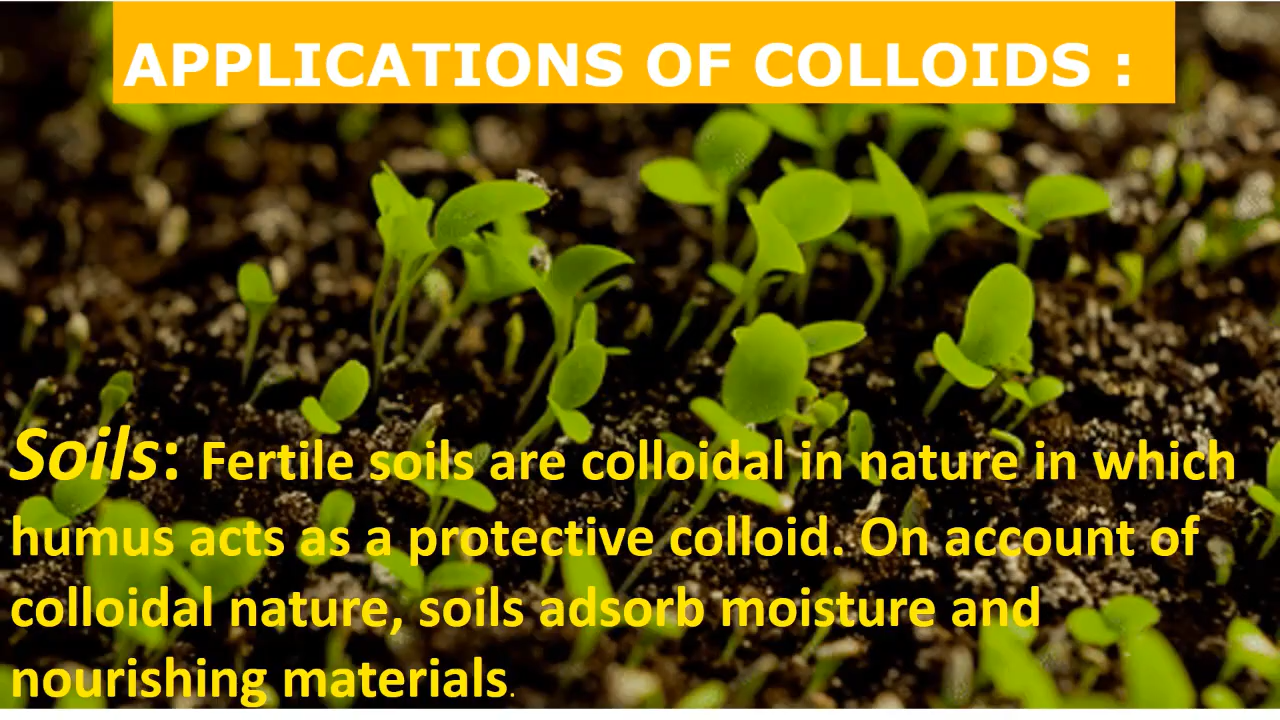 APPLICATIONS OF COLLOIDS :
Soils: Fertile soils are colloidal in nature in which
humus acts as a protective colloid. On account of
colloidal nature, soils adsorb moisture and
nourishing materials.